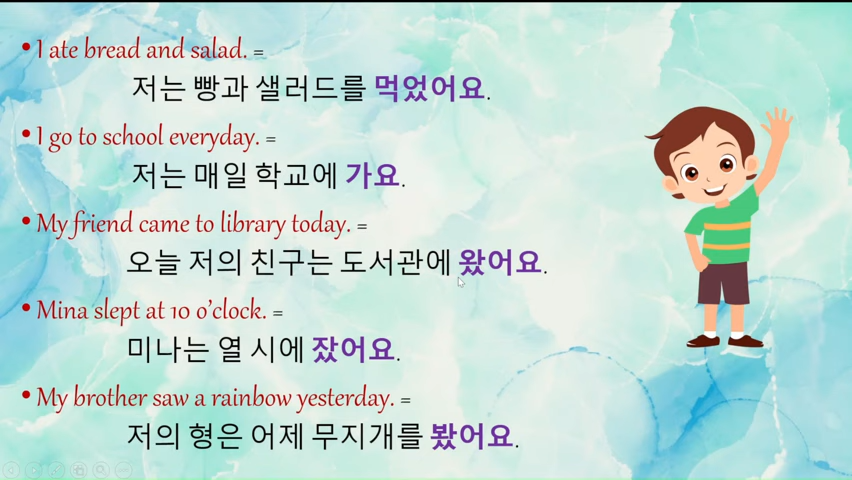 • I ate bread and salad. =
저는 빵과 샐러드를 먹었어요.
• I go to school everyday. =
저는 매일 학교에 가요.
• My friend came to library today. =
오늘 저의 친구는 도서관에 왔어요.
• Mina slept at 10 o'clock. =
미나는 열 시에 잤어요.
• My brother saw a rainbow yesterday. =
저의 형은 어제 무지개를 봤어요.